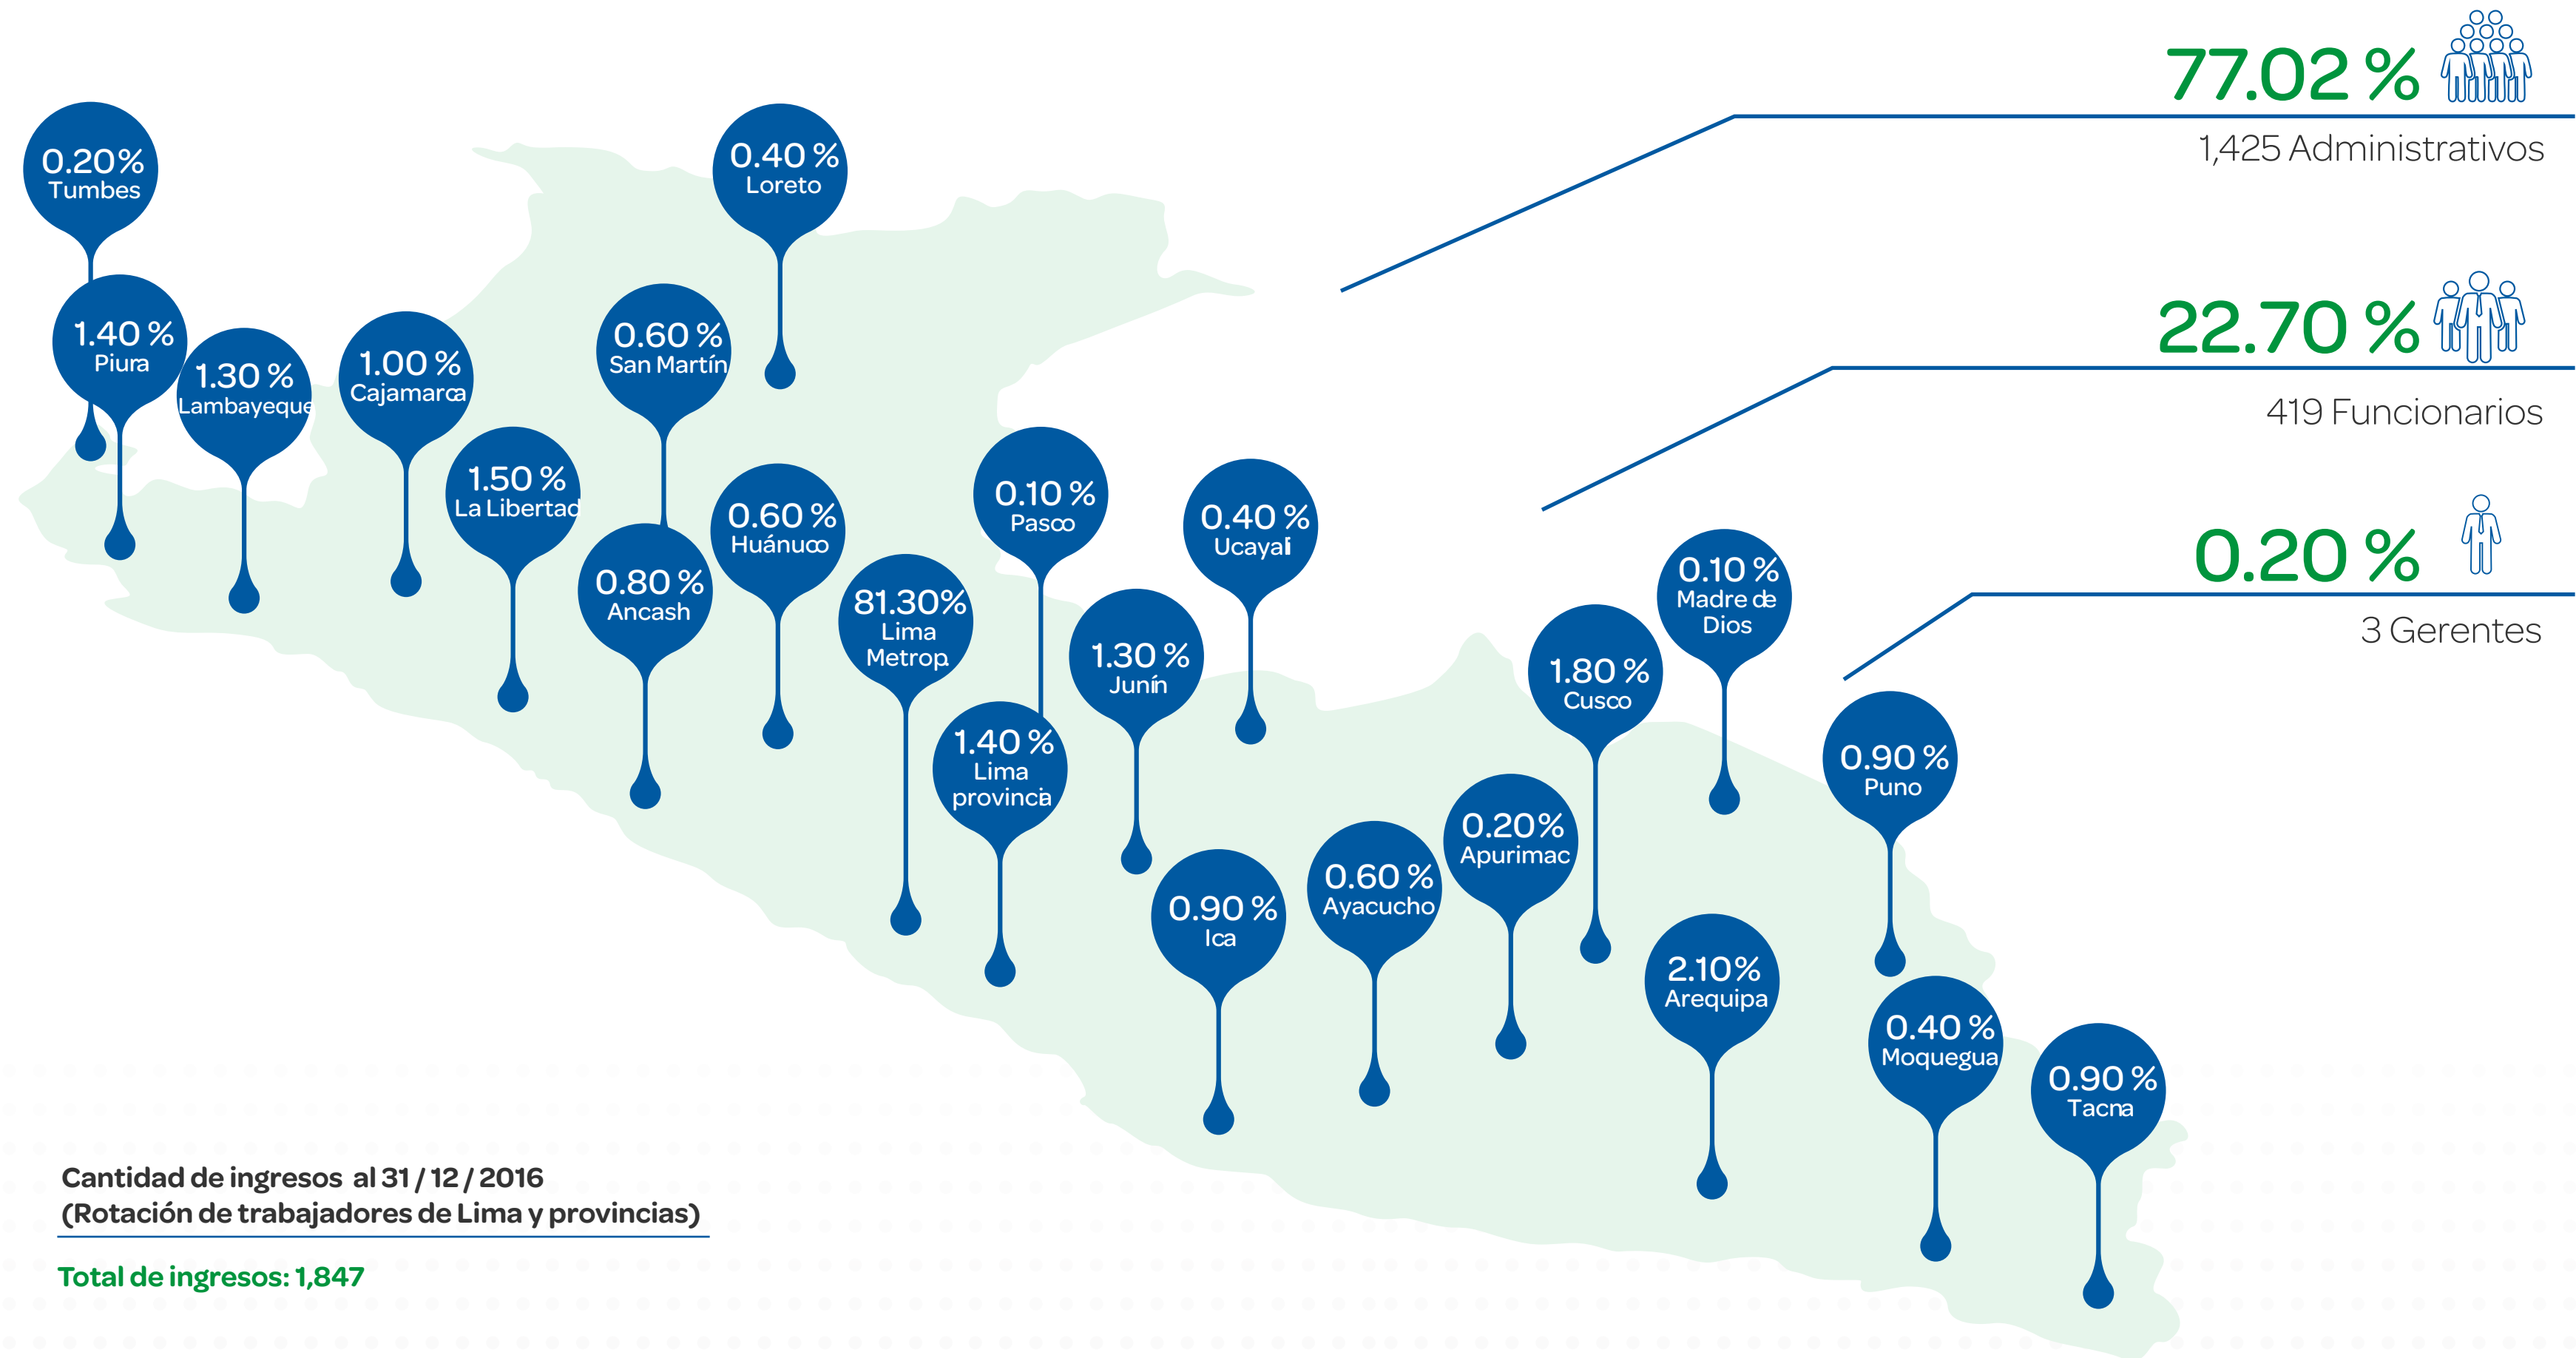 77.02 %
1,425 Administrativos
22.70 %
419 Funcionarios
0.20 %
3 Gerentes
0.20%
Tumbes
0.40 %
Loreto
1.40 %
Piura
1.30 %
Lambayeque
1.00 %
Cajamarca
0.60 %
San Martín
1.50 %
La Libertad
0.80 %
Ancash
0.60 %
Huánuco
81.30%
Lima
Metrop.
0.10 %
Pasco
1.40 %
Lima
provincia
1.30 %
Junín
0.40 %
Ucayali
0.90 %
Ica
0.60 %
Ayacucho
0.20%
Apurimac
1.80 %
Cusco
0.10 %
Madre de
Dios
2.10%
Arequipa
0.90 %
Puno
0.40 %
Moquegua
0.90 %
Tacna
Cantidad de ingresos al 31 / 12 / 2016
(Rotación de trabajadores de Lima y provincias)
Total de ingresos: 1,847